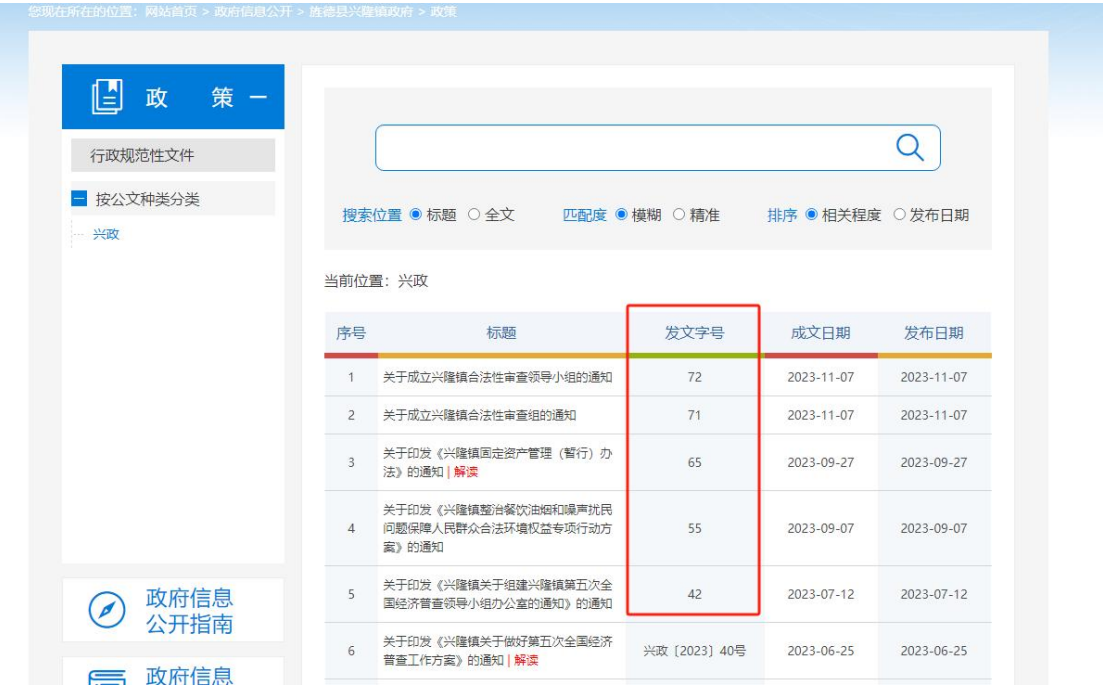 您现在所在的位置：网站首页 > 政府信息公开 > 旌德县兴隆镇政府 > 政策
政 策
行政规范性文件
按公文种类分类
兴政
搜索位置 标题 全文 匹配度 模糊 精准 排序 相关程度 发布日期
当前位置：兴政
序号 标题 发文字号 成文日期 发布日期
1 关于成立兴隆镇合法性审查领导小组的通知 72 2023-11-07 2023-11-07
2 关于成立兴隆镇合法性审查组的通知 71 2023-11-07 2023-11-07
关于印发《兴隆镇固定资产管理（暂行）办
3 65 2023-09-27 2023-09-27
法》的通知 | 解读
关于印发《兴隆镇整治餐饮油烟和噪声扰民
4 问题保障人民群众合法环境权益专项行动方 55 2023-09-07 2023-09-07
案》的通知
关于印发《兴隆镇关于组建兴隆镇第五次全
5 42 2023-07-12 2023-07-12
国经济普查领导小组办公室的通知》的通知
关于印发《兴隆镇关于做好第五次全国经济
6 兴政〔2023〕40号 2023-06-25 2023-06-25
普查工作方案》的通知 | 解读
政府信息
公开指南
政府信息